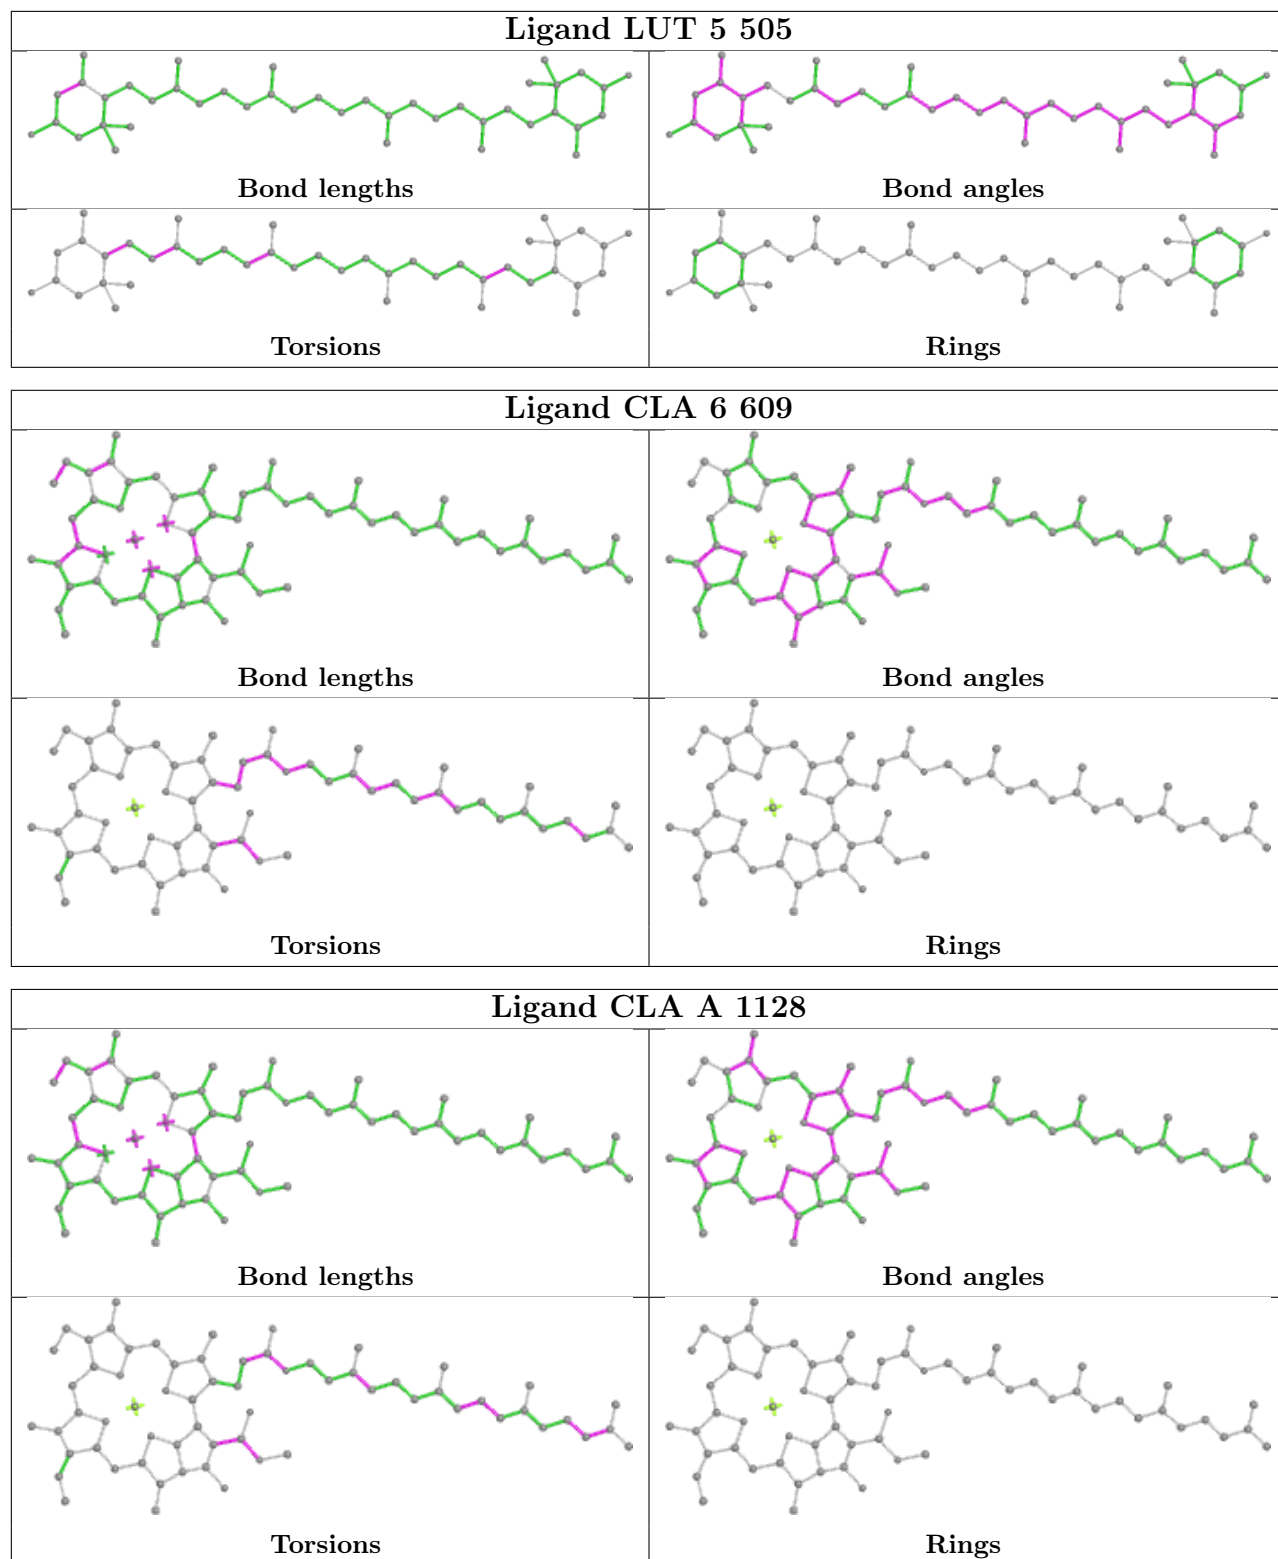 Ligand LUT 5 505
Bond lengths
Bond angles
Torsions
Rings
Ligand CLA 6 609
Bond lengths
Bond angles
Torsions
Rings
Ligand CLA A 1128
Bond lengths
Bond angles
Torsions
Rings